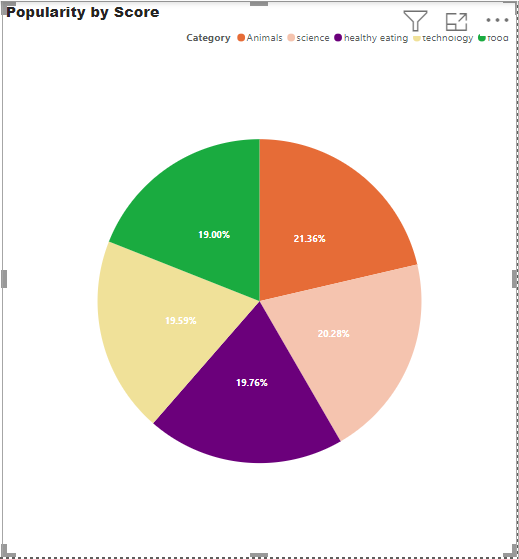 Popularity by Score
Category Animals science healthy eating technology food
19.00%
21.36%
19.59%
20.28%
19.76%